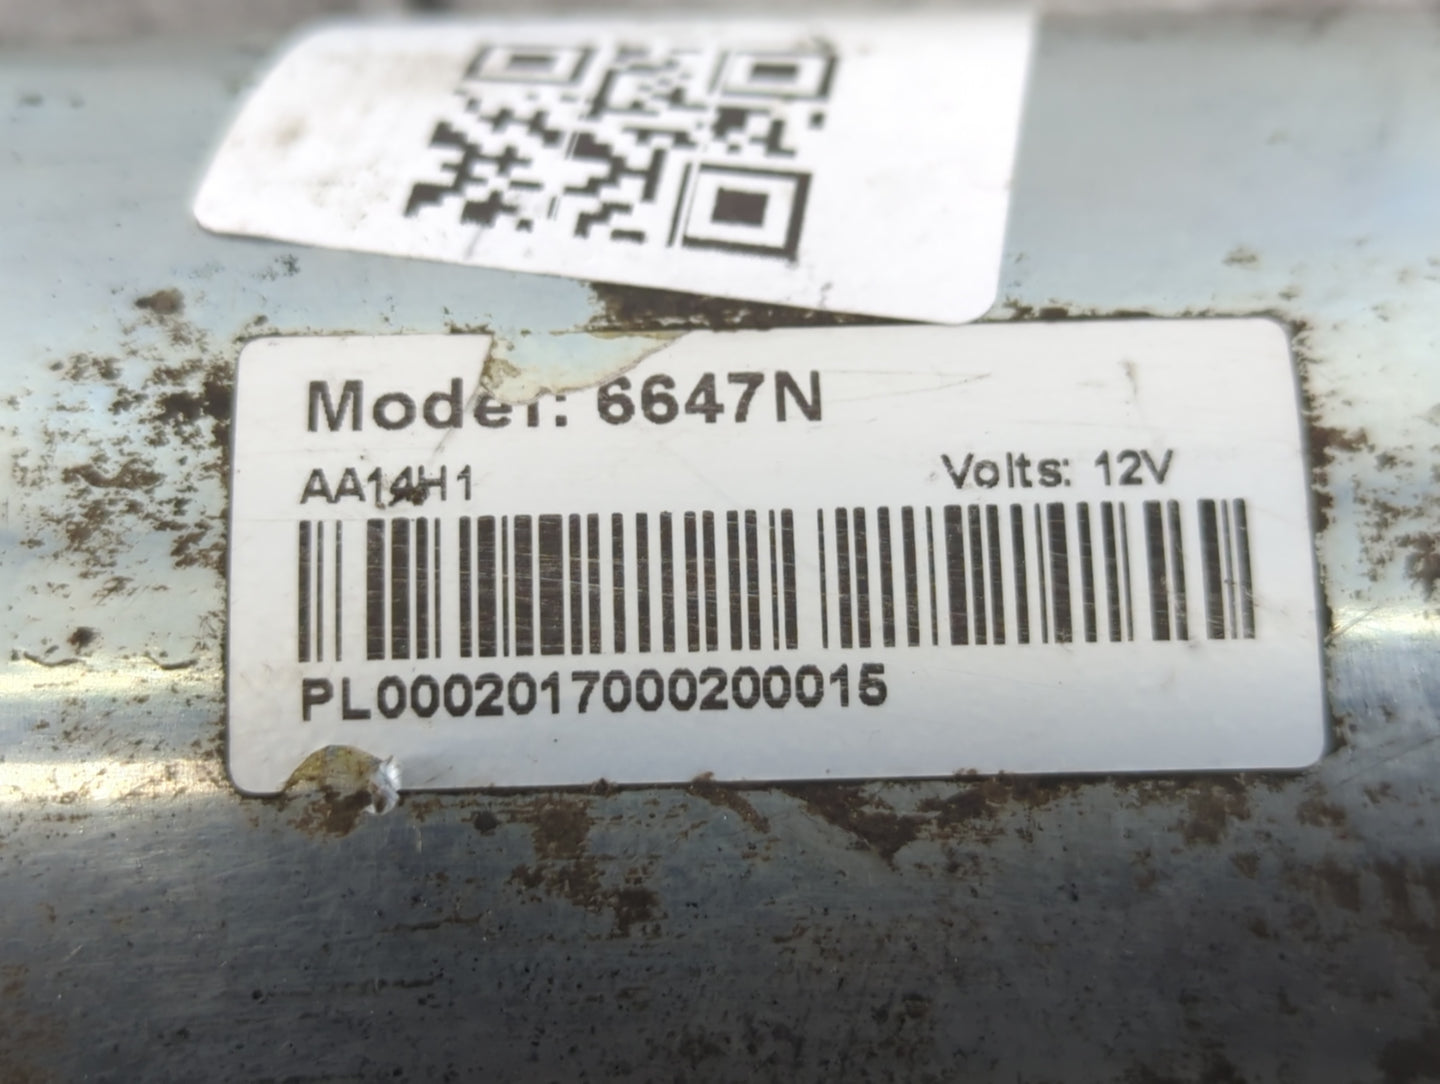 Model: 6647N
AA14H1
Volts: 12V
PL0002017000200015